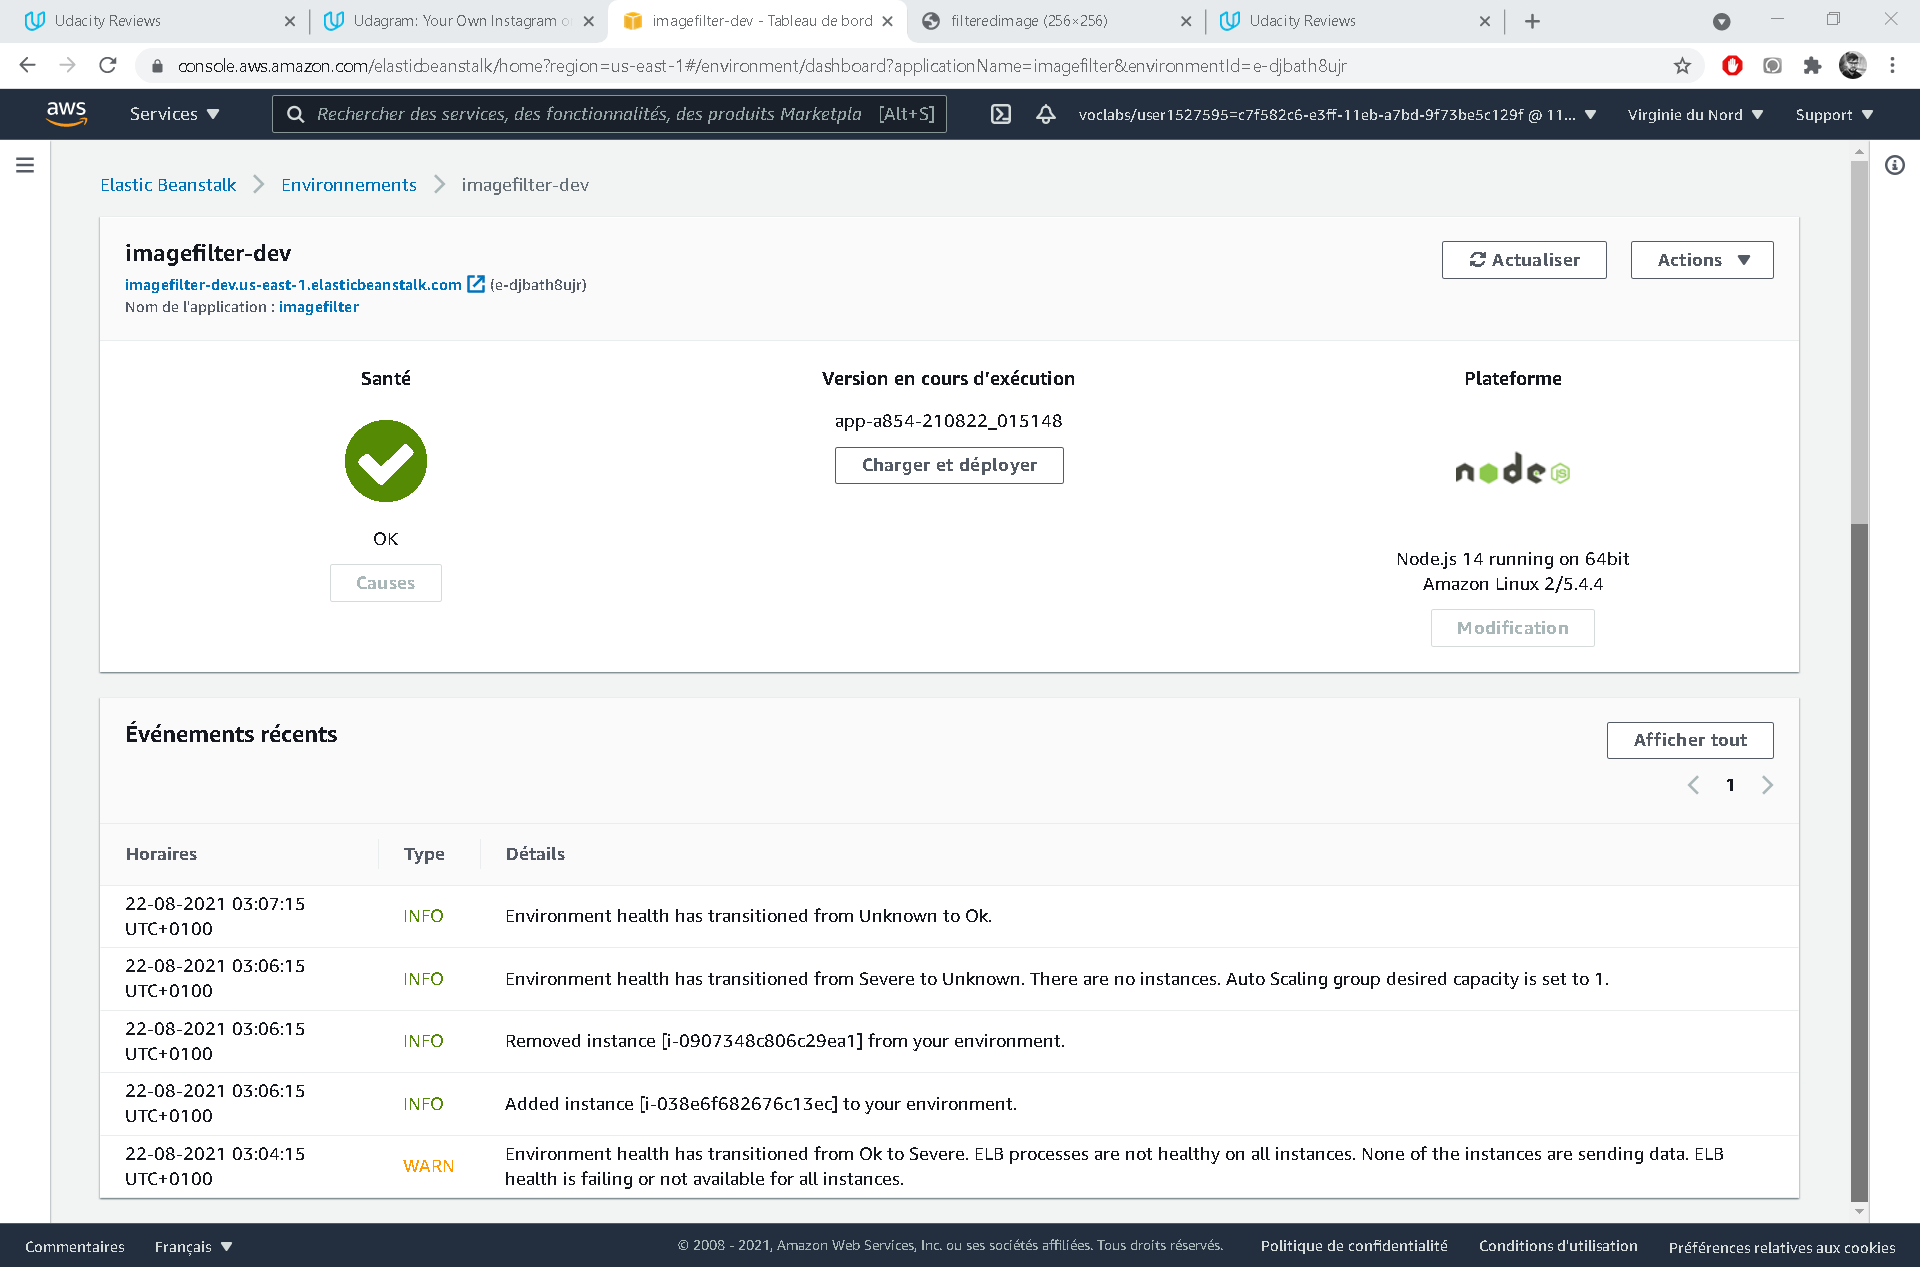 Udacity Reviews
Udagram: Your Own Instagram o
imagefilter-dev - Tableau de bord
filteredimage (256×256)
Udacity Reviews
console.aws.amazon.com/elasticbeanstalk/home?region=us-east-1#/environment/dashboard?applicationName=imagefilter&environmentId=e-djbath8ujr
aws
Services
Rechercher des services, des fonctionnalités, des produits Marketpla [Alt+S]
voclabs/user1527595=c7f582c6-e3ff-11eb-a7bd-9f73be5c129f @ 11...
Virginie du Nord
Support
Elastic Beanstalk
Environnements
imagefilter-dev
imagefilter-dev
imagefilter-dev.us-east-1.elasticbeanstalk.com (e-djbath8ujr)
Nom de l'application : imagefilter
Actualiser
Actions
Santé
OK
Causes
Version en cours d'exécution
app-a854-210822_015148
Charger et déployer
Plateforme
node JS
Node.js 14 running on 64bit
Amazon Linux 2/5.4.4
Modification
Événements récents
Afficher tout
1
Horaires
Type
Détails
22-08-2021 03:07:15
UTC+0100
INFO
Environment health has transitioned from Unknown to Ok.
22-08-2021 03:06:15
UTC+0100
INFO
Environment health has transitioned from Severe to Unknown. There are no instances. Auto Scaling group desired capacity is set to 1.
22-08-2021 03:06:15
UTC+0100
INFO
Removed instance [i-0907348c806c29ea1] from your environment.
22-08-2021 03:06:15
UTC+0100
INFO
Added instance [i-038e6f682676c13ec] to your environment.
22-08-2021 03:04:15
UTC+0100
WARN
Environment health has transitioned from Ok to Severe. ELB processes are not healthy on all instances. None of the instances are sending data. ELB
health is failing or not available for all instances.
Commentaires
Français
© 2008 - 2021, Amazon Web Services, Inc. ou ses sociétés affiliées. Tous droits réservés.
Politique de confidentialité
Conditions d'utilisation
Préférences relatives aux cookies